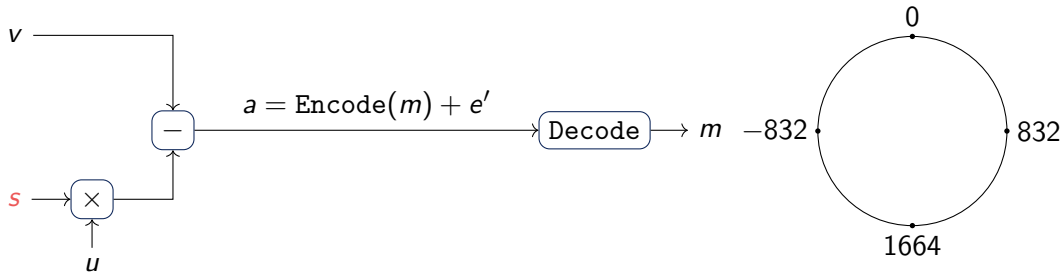 v
−
a = Encode(m) + e′
Decode
m
s
×
u
0
−832
832
1664